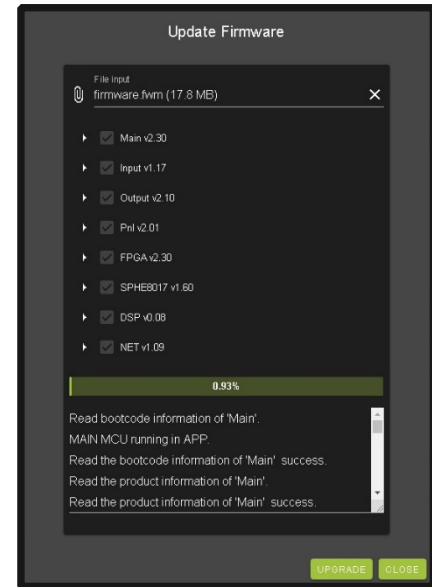 Update Firmware
File input
firmware.fwm (17.8 MB)
Main v2.30
Input v1.17
Output v2.10
Pnl v2.01
FPGA v2.30
SPHE8017 v1.60
DSP v0.08
NET v1.09
0.93%
Read bootcode information of 'Main'.
MAIN MCU running in APP.
Read the bootcode information of 'Main' success.
Read the product information of 'Main'.
Read the product information of 'Main' success.
UPGRADE CLOSE